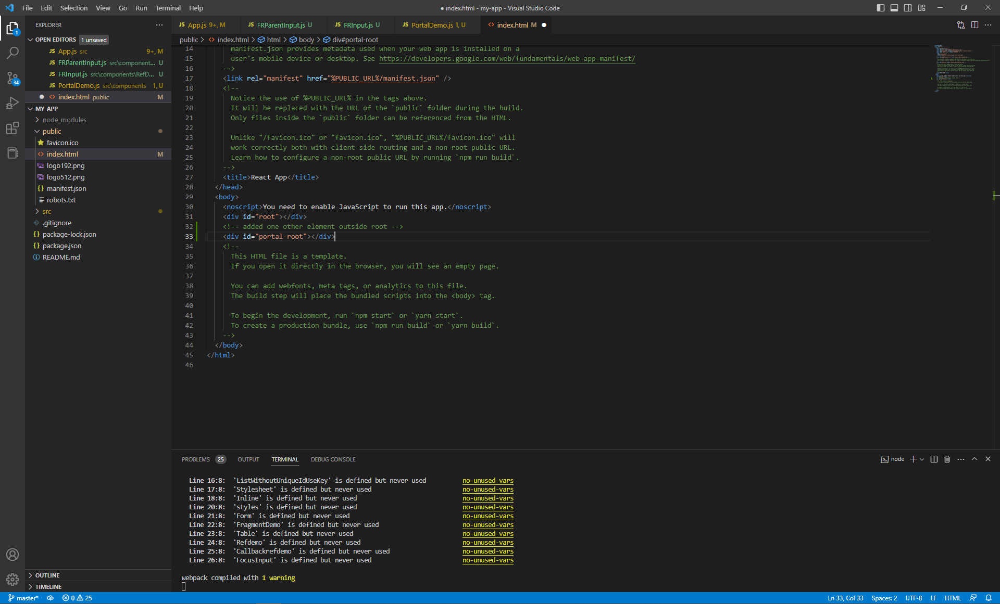 File Edit Selection View Go Run Terminal Help
● index.html - my-app - Visual Studio Code
EXPLORER
OPEN EDITORS 1 unsaved
JS App.js src 9+, M
JS FRParentInput.js src\component... U
JS FRInput.js src\components\RefD... U
JS PortalDemo.js src\components 1, U
<> index.html public M
MY-APP
node_modules
public
favicon.ico
<> index.html M
logo192.png
logo512.png
{} manifest.json
robots.txt
src
.gitignore
{} package-lock.json
{} package.json
README.md
OUTLINE
TIMELINE
1
34
JS App.js 9+, M JS FRParentInput.js U JS FRInput.js U JS PortalDemo.js 1, U <> index.html M ●
public > <> index.html > html > body > div#portal-root
14 manifest.json provides metadata used when your web app is installed on a
15 user's mobile device or desktop. See https://developers.google.com/web/fundamentals/web-app-manifest/
16 -->
17 <link rel="manifest" href="%PUBLIC_URL%/manifest.json" />
18 <!--
19 Notice the use of %PUBLIC_URL% in the tags above.
20 It will be replaced with the URL of the `public` folder during the build.
21 Only files inside the `public` folder can be referenced from the HTML.
22
23 Unlike "/favicon.ico" or "favicon.ico", "%PUBLIC_URL%/favicon.ico" will
24 work correctly both with client-side routing and a non-root public URL.
25 Learn how to configure a non-root public URL by running `npm run build`.
26 -->
27 <title>React App</title>
28 </head>
29 <body>
30 <noscript>You need to enable JavaScript to run this app.</noscript>
31 <div id="root"></div>
32 <!-- added one other element outside root -->
33 <div id="portal-root"></div>
34 <!--
35 This HTML file is a template.
36 If you open it directly in the browser, you will see an empty page.
37
38 You can add webfonts, meta tags, or analytics to this file.
39 The build step will place the bundled scripts into the <body> tag.
40
41 To begin the development, run `npm start` or `yarn start`.
42 To create a production bundle, use `npm run build` or `yarn build`.
43 -->
44 </body>
45 </html>
46
PROBLEMS 25 OUTPUT TERMINAL DEBUG CONSOLE node
Line 16:8: 'ListWithoutUniqueIdUseKey' is defined but never used no-unused-vars
Line 17:8: 'Stylesheet' is defined but never used no-unused-vars
Line 18:8: 'Inline' is defined but never used no-unused-vars
Line 20:8: 'styles' is defined but never used no-unused-vars
Line 21:8: 'Form' is defined but never used no-unused-vars
Line 22:8: 'FragmentDemo' is defined but never used no-unused-vars
Line 23:8: 'Table' is defined but never used no-unused-vars
Line 24:8: 'Refdemo' is defined but never used no-unused-vars
Line 25:8: 'Callbackrefdemo' is defined but never used no-unused-vars
Line 26:8: 'FocusInput' is defined but never used no-unused-vars
webpack compiled with 1 warning
master* 0 25 Ln 33, Col 33 Spaces: 2 UTF-8 LF HTML